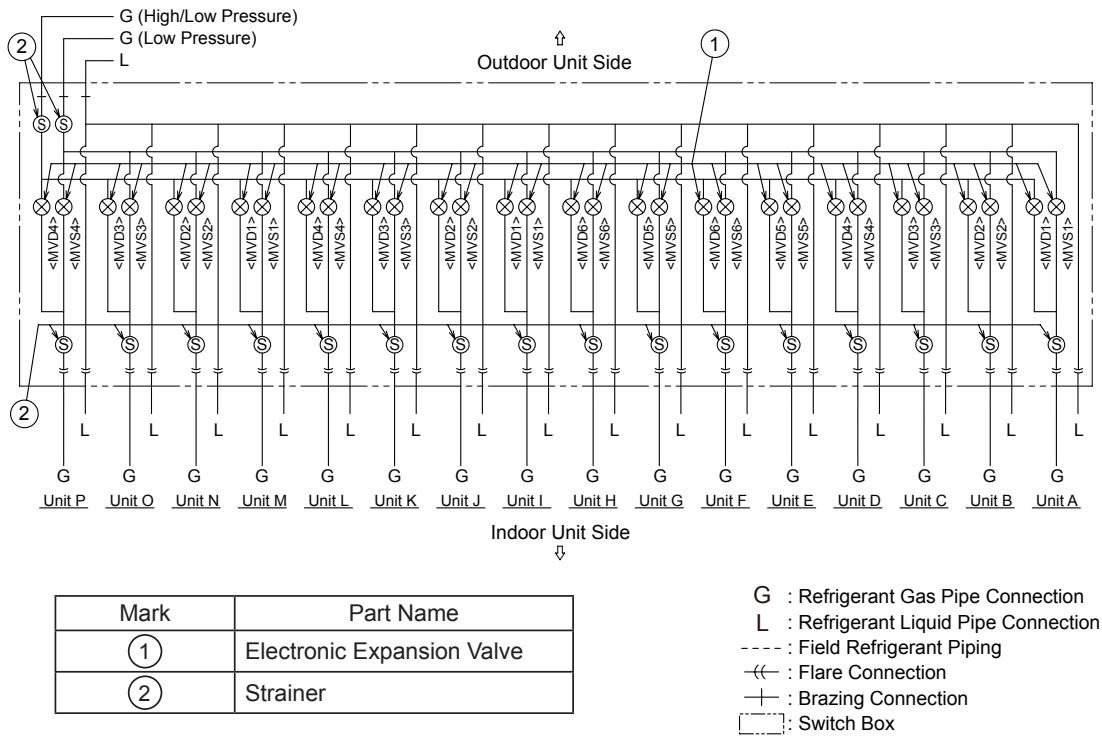 G (High/Low Pressure)
② G (Low Pressure) ①
L
Outdoor Unit Side
S S
<MVD4> <MVS4> <MVD3> <MVS3> <MVD2> <MVS2> <MVD1> <MVS1> <MVD4> <MVS4> <MVD3> <MVS3> <MVD2> <MVS2> <MVD1> <MVS1> <MVD6> <MVS6> <MVD5> <MVS5> <MVD6> <MVS6> <MVD5> <MVS5> <MVD4> <MVS4> <MVD3> <MVS3> <MVD2> <MVS2> <MVD1> <MVS1>
S S S S S S S S S S S S S S S S
②
L L L L L L L L L L L L L L L L
G G G G G G G G G G G G G G G G
Unit P Unit O Unit N Unit M Unit L Unit K Unit J Unit I Unit H Unit G Unit F Unit E Unit D Unit C Unit B Unit A
Indoor Unit Side
Mark Part Name
① Electronic Expansion Valve
② Strainer
G : Refrigerant Gas Pipe Connection
L : Refrigerant Liquid Pipe Connection
: Field Refrigerant Piping
: Flare Connection
: Brazing Connection
: Switch Box